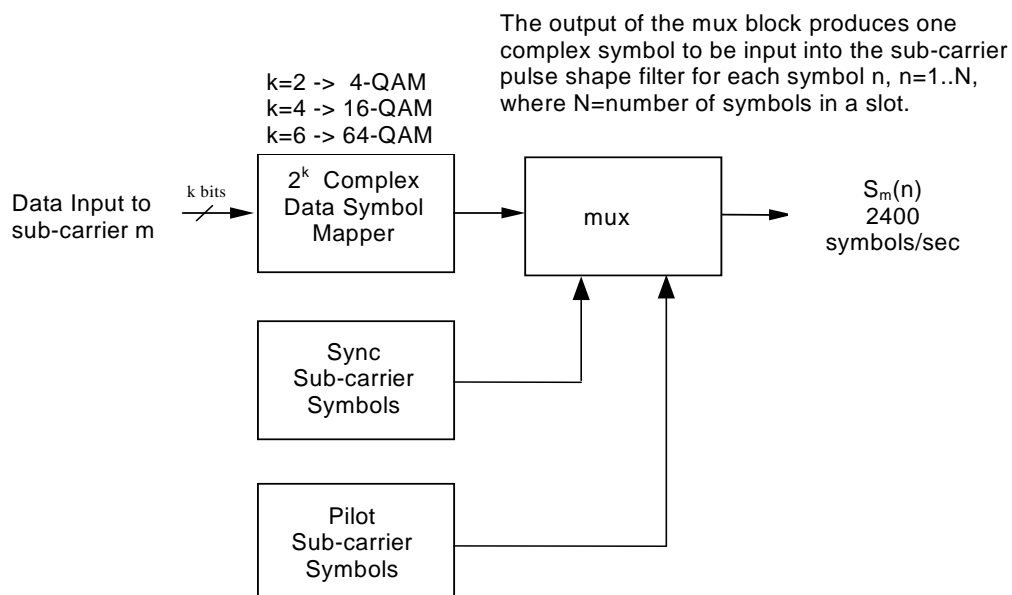 The output of the mux block produces one
complex symbol to be input into the sub-carrier
pulse shape filter for each symbol n, n=1..N,
where N=number of symbols in a slot.
k=2 -> 4-QAM
k=4 -> 16-QAM
k=6 -> 64-QAM
Data Input to
sub-carrier m
k bits
2^k Complex
Data Symbol
Mapper
mux
S_m(n)
2400
symbols/sec
Sync
Sub-carrier
Symbols
Pilot
Sub-carrier
Symbols